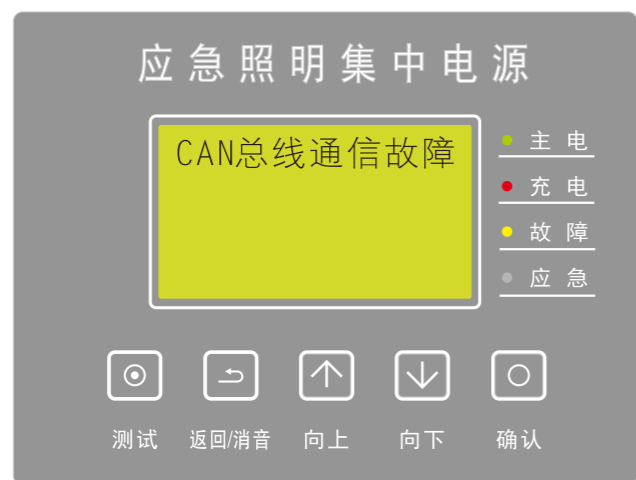 应急照明集中电源
CAN总线通信故障
主电
充电
故障
应急
测试 返回/消音 向上 向下 确认